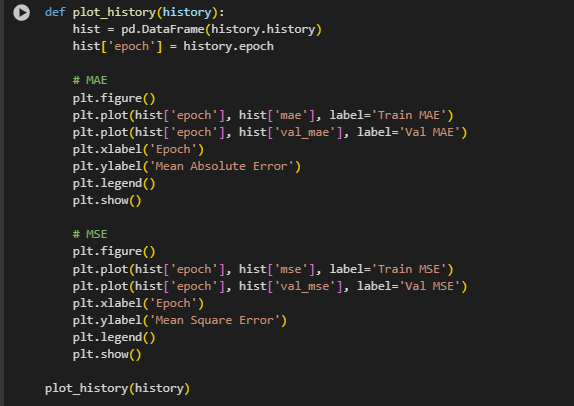 def plot_history(history):
    hist = pd.DataFrame(history.history)
    hist['epoch'] = history.epoch

    # MAE
    plt.figure()
    plt.plot(hist['epoch'], hist['mae'], label='Train MAE')
    plt.plot(hist['epoch'], hist['val_mae'], label='Val MAE')
    plt.xlabel('Epoch')
    plt.ylabel('Mean Absolute Error')
    plt.legend()
    plt.show()

    # MSE
    plt.figure()
    plt.plot(hist['epoch'], hist['mse'], label='Train MSE')
    plt.plot(hist['epoch'], hist['val_mse'], label='Val MSE')
    plt.xlabel('Epoch')
    plt.ylabel('Mean Square Error')
    plt.legend()
    plt.show()

plot_history(history)